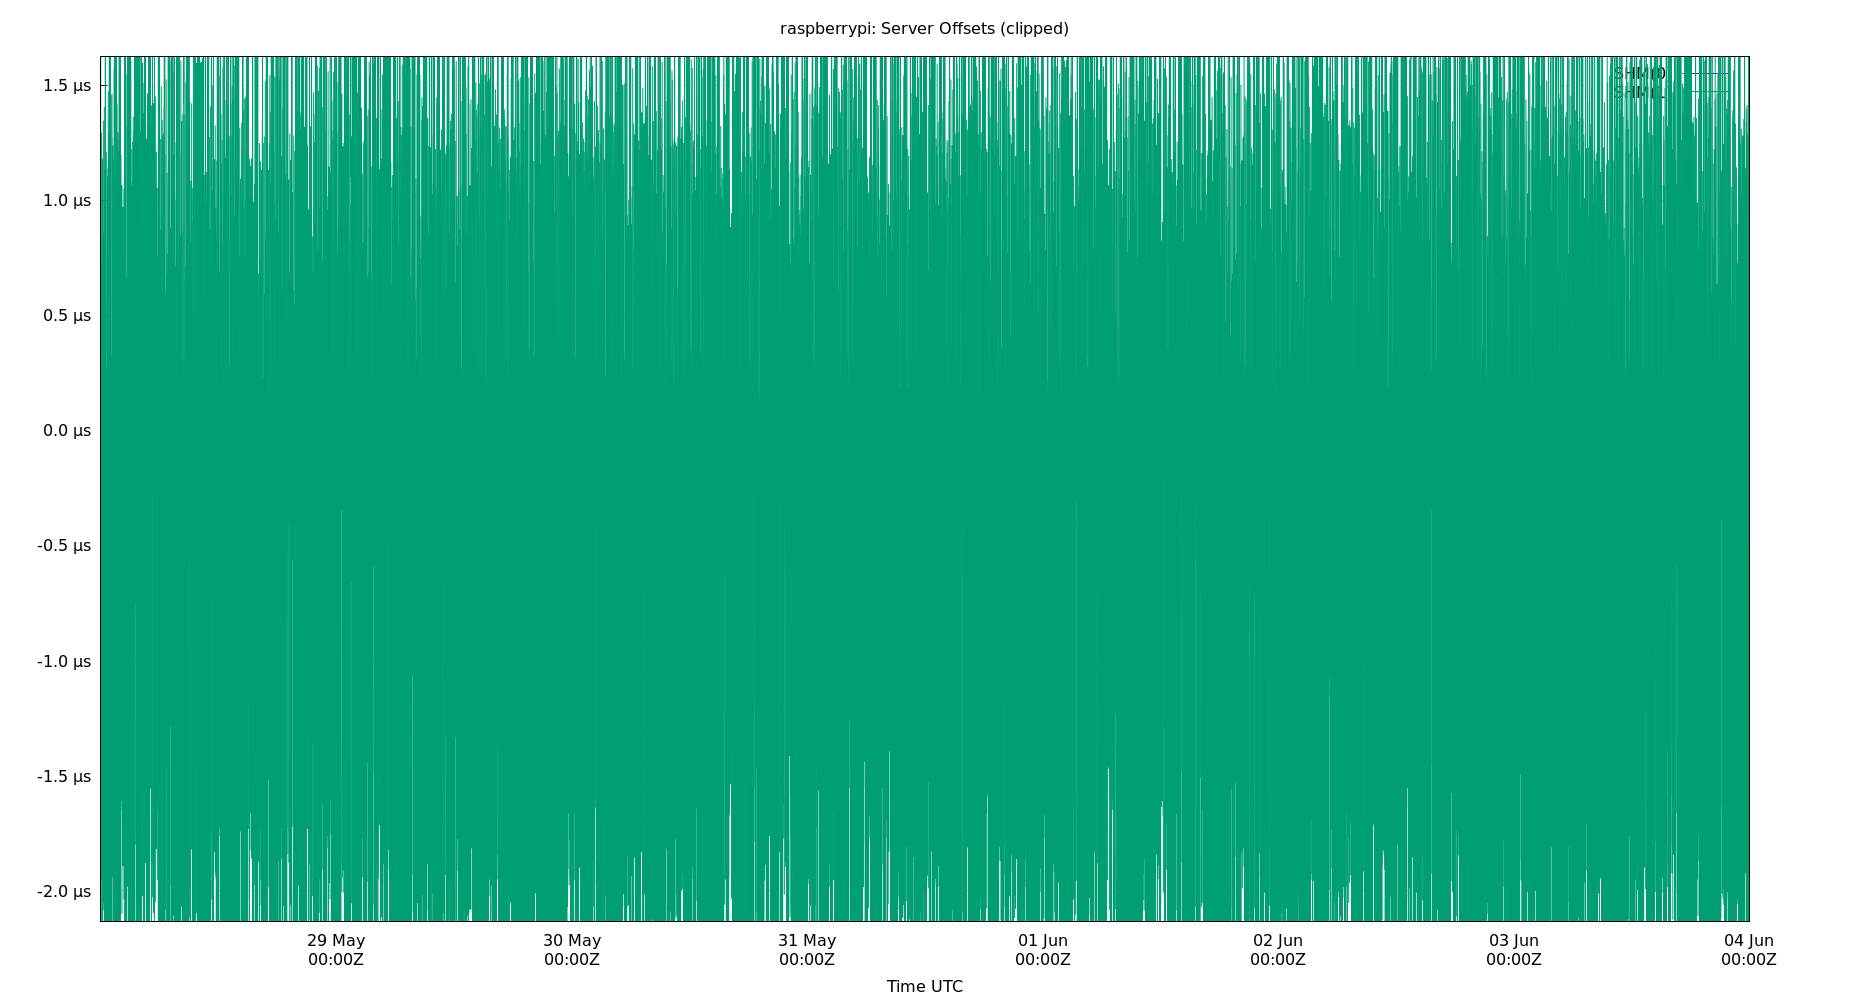 raspberrypi: Server Offsets (clipped)
SHM(0)
1.5 µs
1.0 µs
0.5 µs
0.0 µs
-0.5 µs
-1.0 µs
-1.5 µs
-2.0 µs
29 May 30 May 31 May 01 Jun 02 Jun 03 Jun 04 Jun
00:00Z 00:00Z 00:00Z 00:00Z 00:00Z 00:00Z 00:00Z
Time UTC